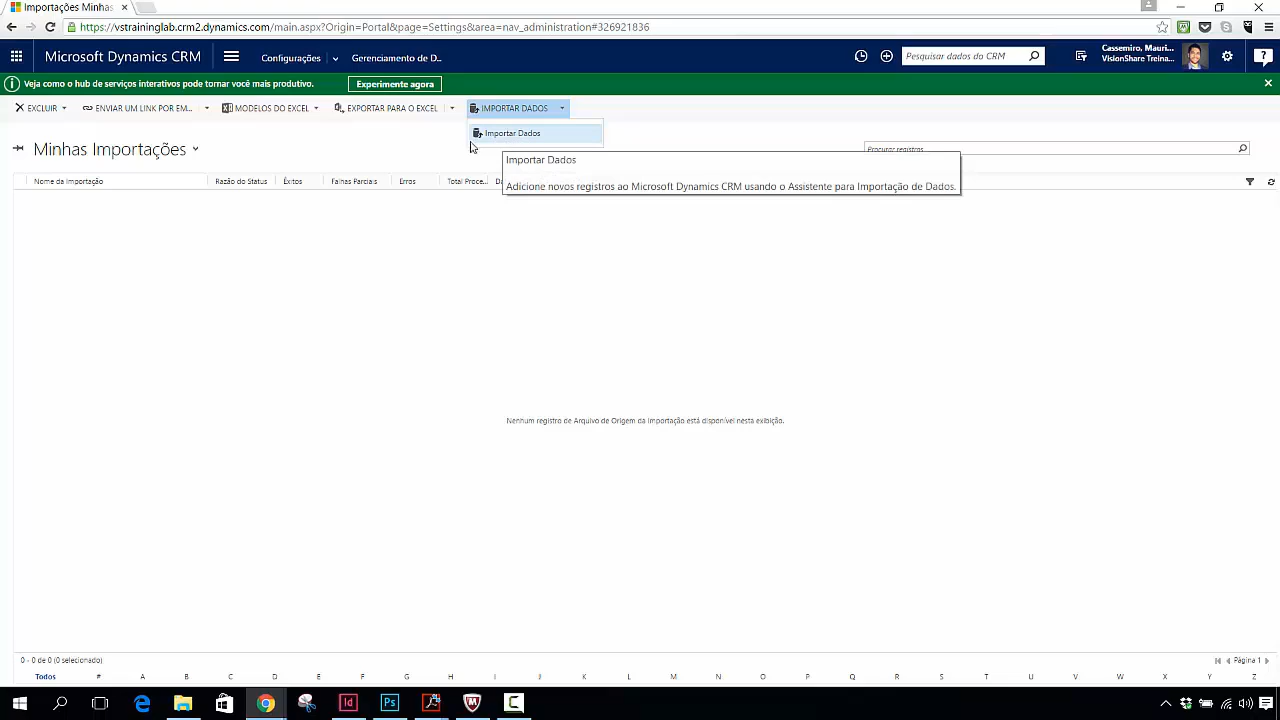 Importações Minhas
https://vstraininglab.crm2.dynamics.com/main.aspx?Origin=Portal&page=Settings&area=nav_administration#326921836
Microsoft Dynamics CRM
Configurações
Gerenciamento de D...
Pesquisar dados do CRM
Cassemiro, Mauri...
VisionShare Treina...
Veja como o hub de serviços interativos pode tornar você mais produtivo.
Experimente agora
EXCLUIR
ENVIAR UM LINK POR EM...
MODELOS DO EXCEL
EXPORTAR PARA O EXCEL
IMPORTAR DADOS
Importar Dados
Minhas Importações
Procurar registros
Importar Dados
Adicione novos registros ao Microsoft Dynamics CRM usando o Assistente para Importação de Dados.
Nome da Importação
Razão do Status
Êxitos
Falhas Parciais
Erros
Total Proce...
Nenhum registro de Arquivo de Origem da Importação está disponível nesta exibição.
0 - 0 de 0 (0 selecionado)
Página 1
Todos # A B C D E F G H I J K L M N O P Q R S T U V W X Y Z